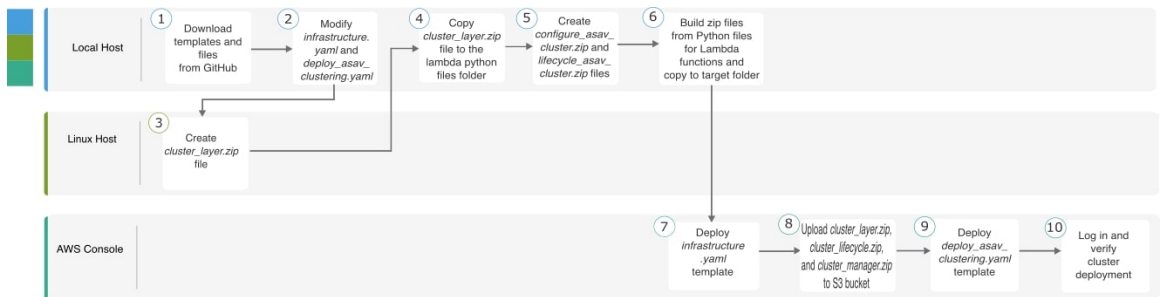 Local Host
1
Download
templates and
files
from GitHub
2
Modify
infrastructure.
yaml and
deploy_asav_
clustering.yaml
4
Copy
cluster_layer.zip
file to the
lambda python
files folder
5
Create
configure_asav_
cluster.zip and
lifecycle_asav_
cluster.zip files
6
Build zip files
from Python files
for Lambda
functions and
copy to target folder
Linux Host
3
Create
cluster_layer.zip
file
AWS Console
7
Deploy
infrastructure
.yaml
template
8
Upload cluster_layer.zip,
cluster_lifecycle.zip,
and cluster_manager.zip
to S3 bucket
9
Deploy
deploy_asav_
clustering.yaml
template
10
Log in and
verify
cluster
deployment